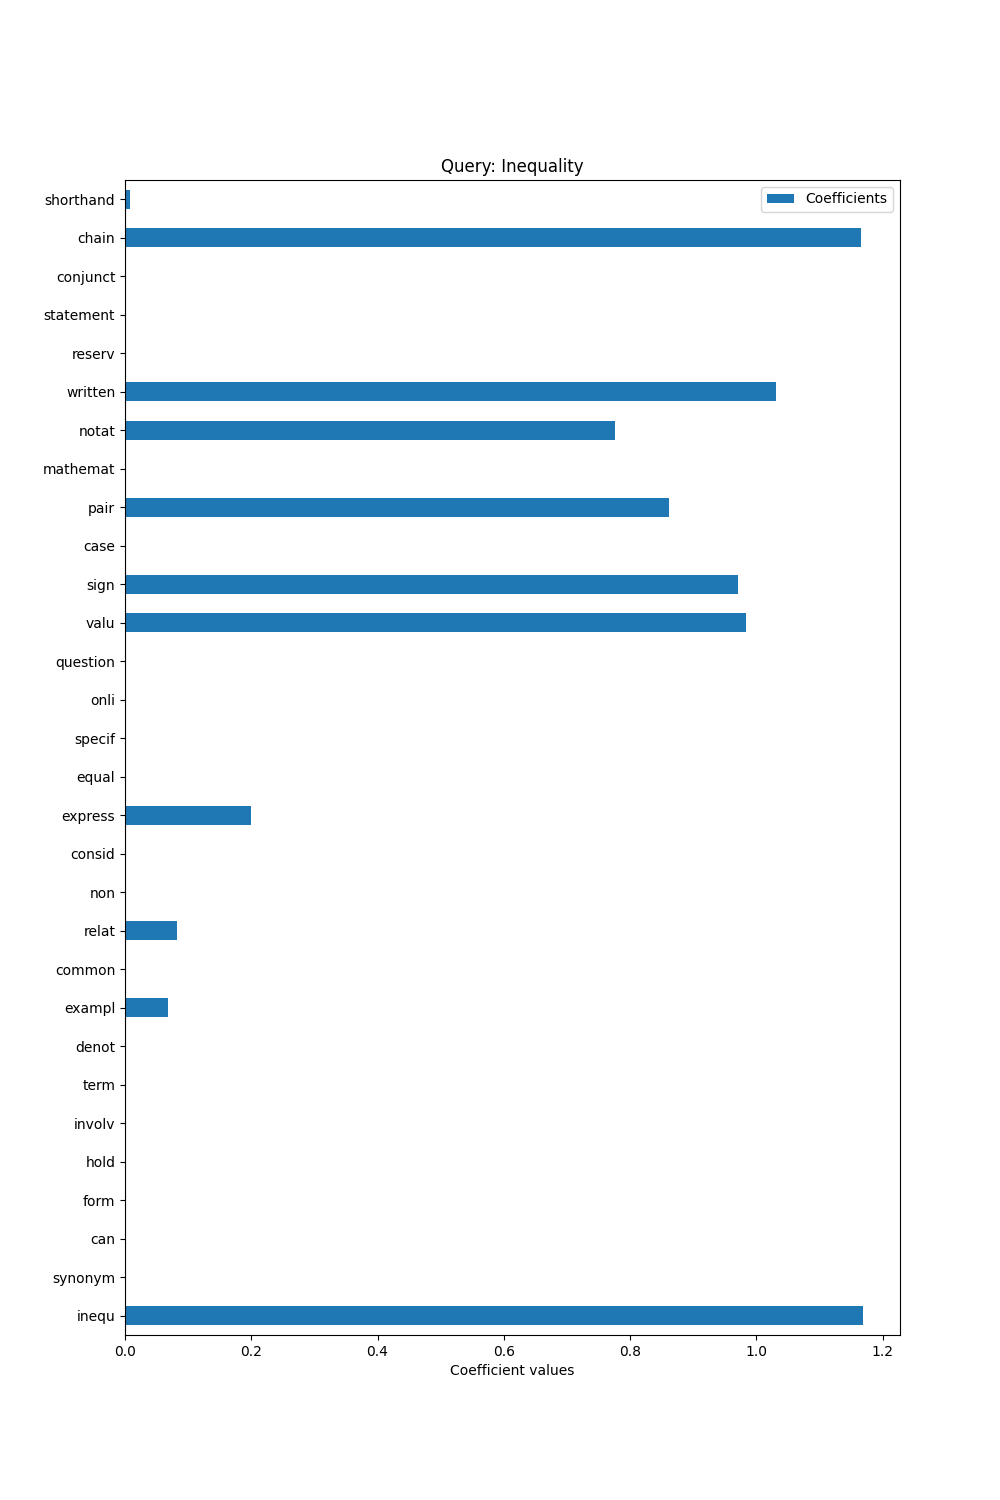 Query: Inequality
Coefficients
shorthand
chain
conjunct
statement
reserv
written
notat
mathemat
pair
case
sign
valu
question
onli
specif
equal
express
consid
non
relat
common
exampl
denot
term
involv
hold
form
can
synonym
inequ
0.0 0.2 0.4 0.6 0.8 1.0 1.2
Coefficient values